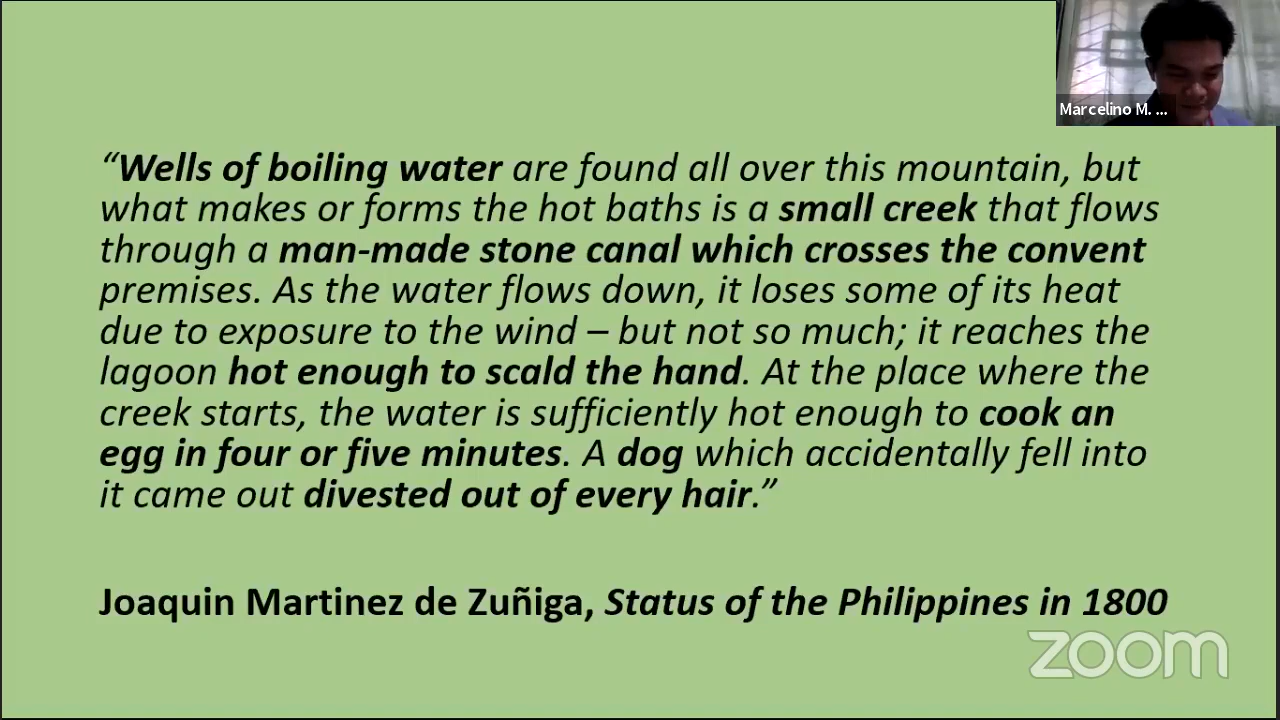 Marcelino M. ...
“Wells of boiling water are found all over this mountain, but
what makes or forms the hot baths is a small creek that flows
through a man-made stone canal which crosses the convent
premises. As the water flows down, it loses some of its heat
due to exposure to the wind – but not so much; it reaches the
lagoon hot enough to scald the hand. At the place where the
creek starts, the water is sufficiently hot enough to cook an
egg in four or five minutes. A dog which accidentally fell into
it came out divested out of every hair.”
Joaquin Martinez de Zuñiga, Status of the Philippines in 1800
zoom